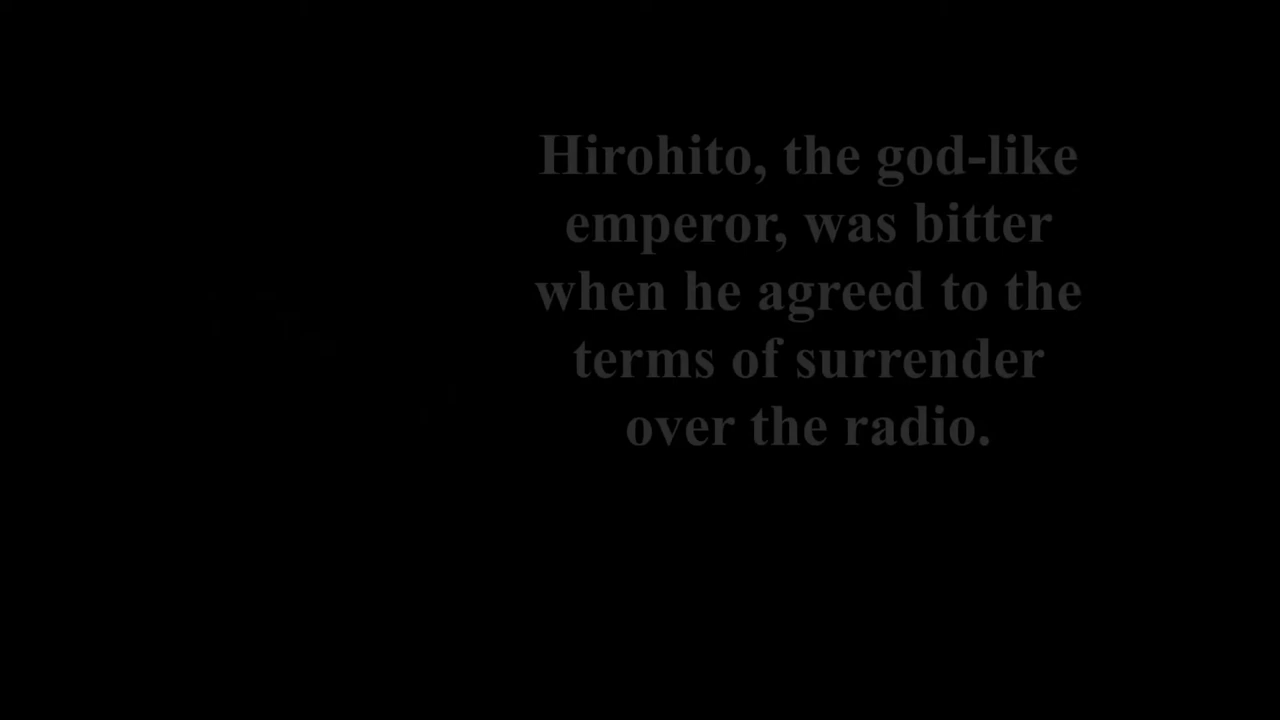 Hirohito, the god-like
emperor, was bitter
when he agreed to the
terms of surrender
over the radio.